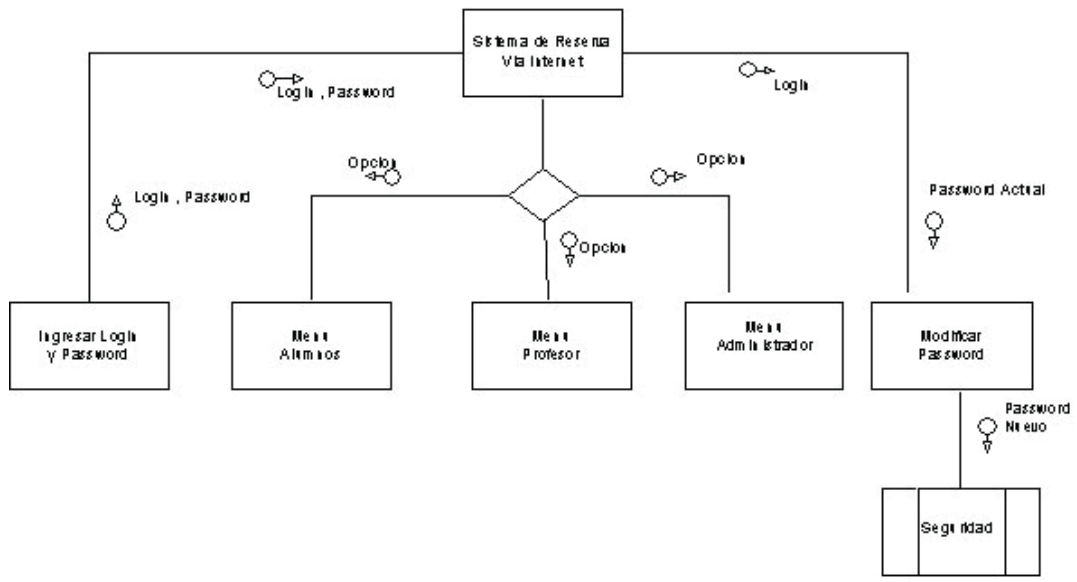 Sistema de Reserva
Via Internet
Login , Password
Login
Opcion
Opcion
Login , Password
Password Actual
Opcion
Ingresar Login
y Password
Menu
Alumnos
Menu
Profesor
Menu
Administrador
Modificar
Password
Password
Nuevo
Seguridad